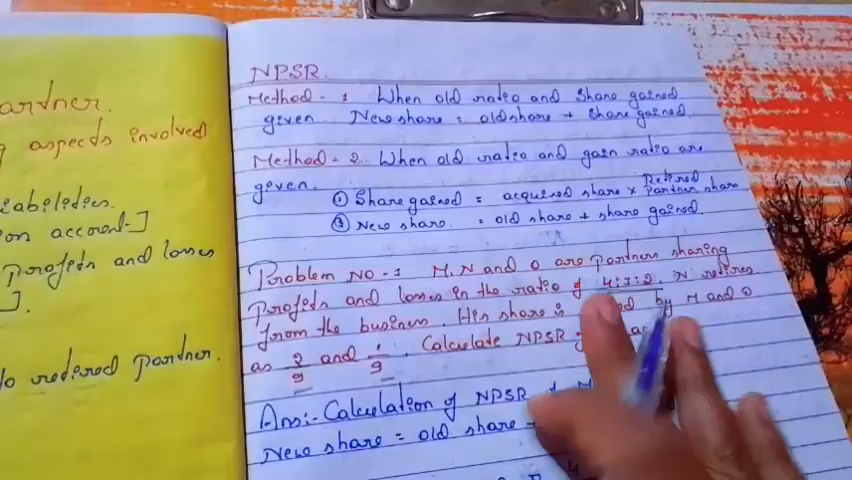 artner.
g aspects involved
iabilities.
on account.]
profits and losses
].
to retired partner.
NPSR.
Method - 1 When old ratio and Share gained
given. New share = old share + Share gained.
Method - 2. When old ratio and gain ratio are
given.
① Share gained = acquired share × Retired Partner share
② New share. = old share + share gained.
Problem No - 1 M, N and O are Partners sharing
Profits and losses in the ratio of 4:3:2. N retires
from the business. His share is by M and O
as 2/9 and 1/9. Calculate NPSR
Ans:- Calculation of NPSR
New share = old share +